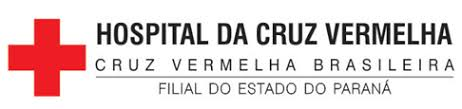 HOSPITAL DA CRUZ VERMELHA
CRUZ VERMELHA BRASILEIRA
FILIAL DO ESTADO DO PARANÁ